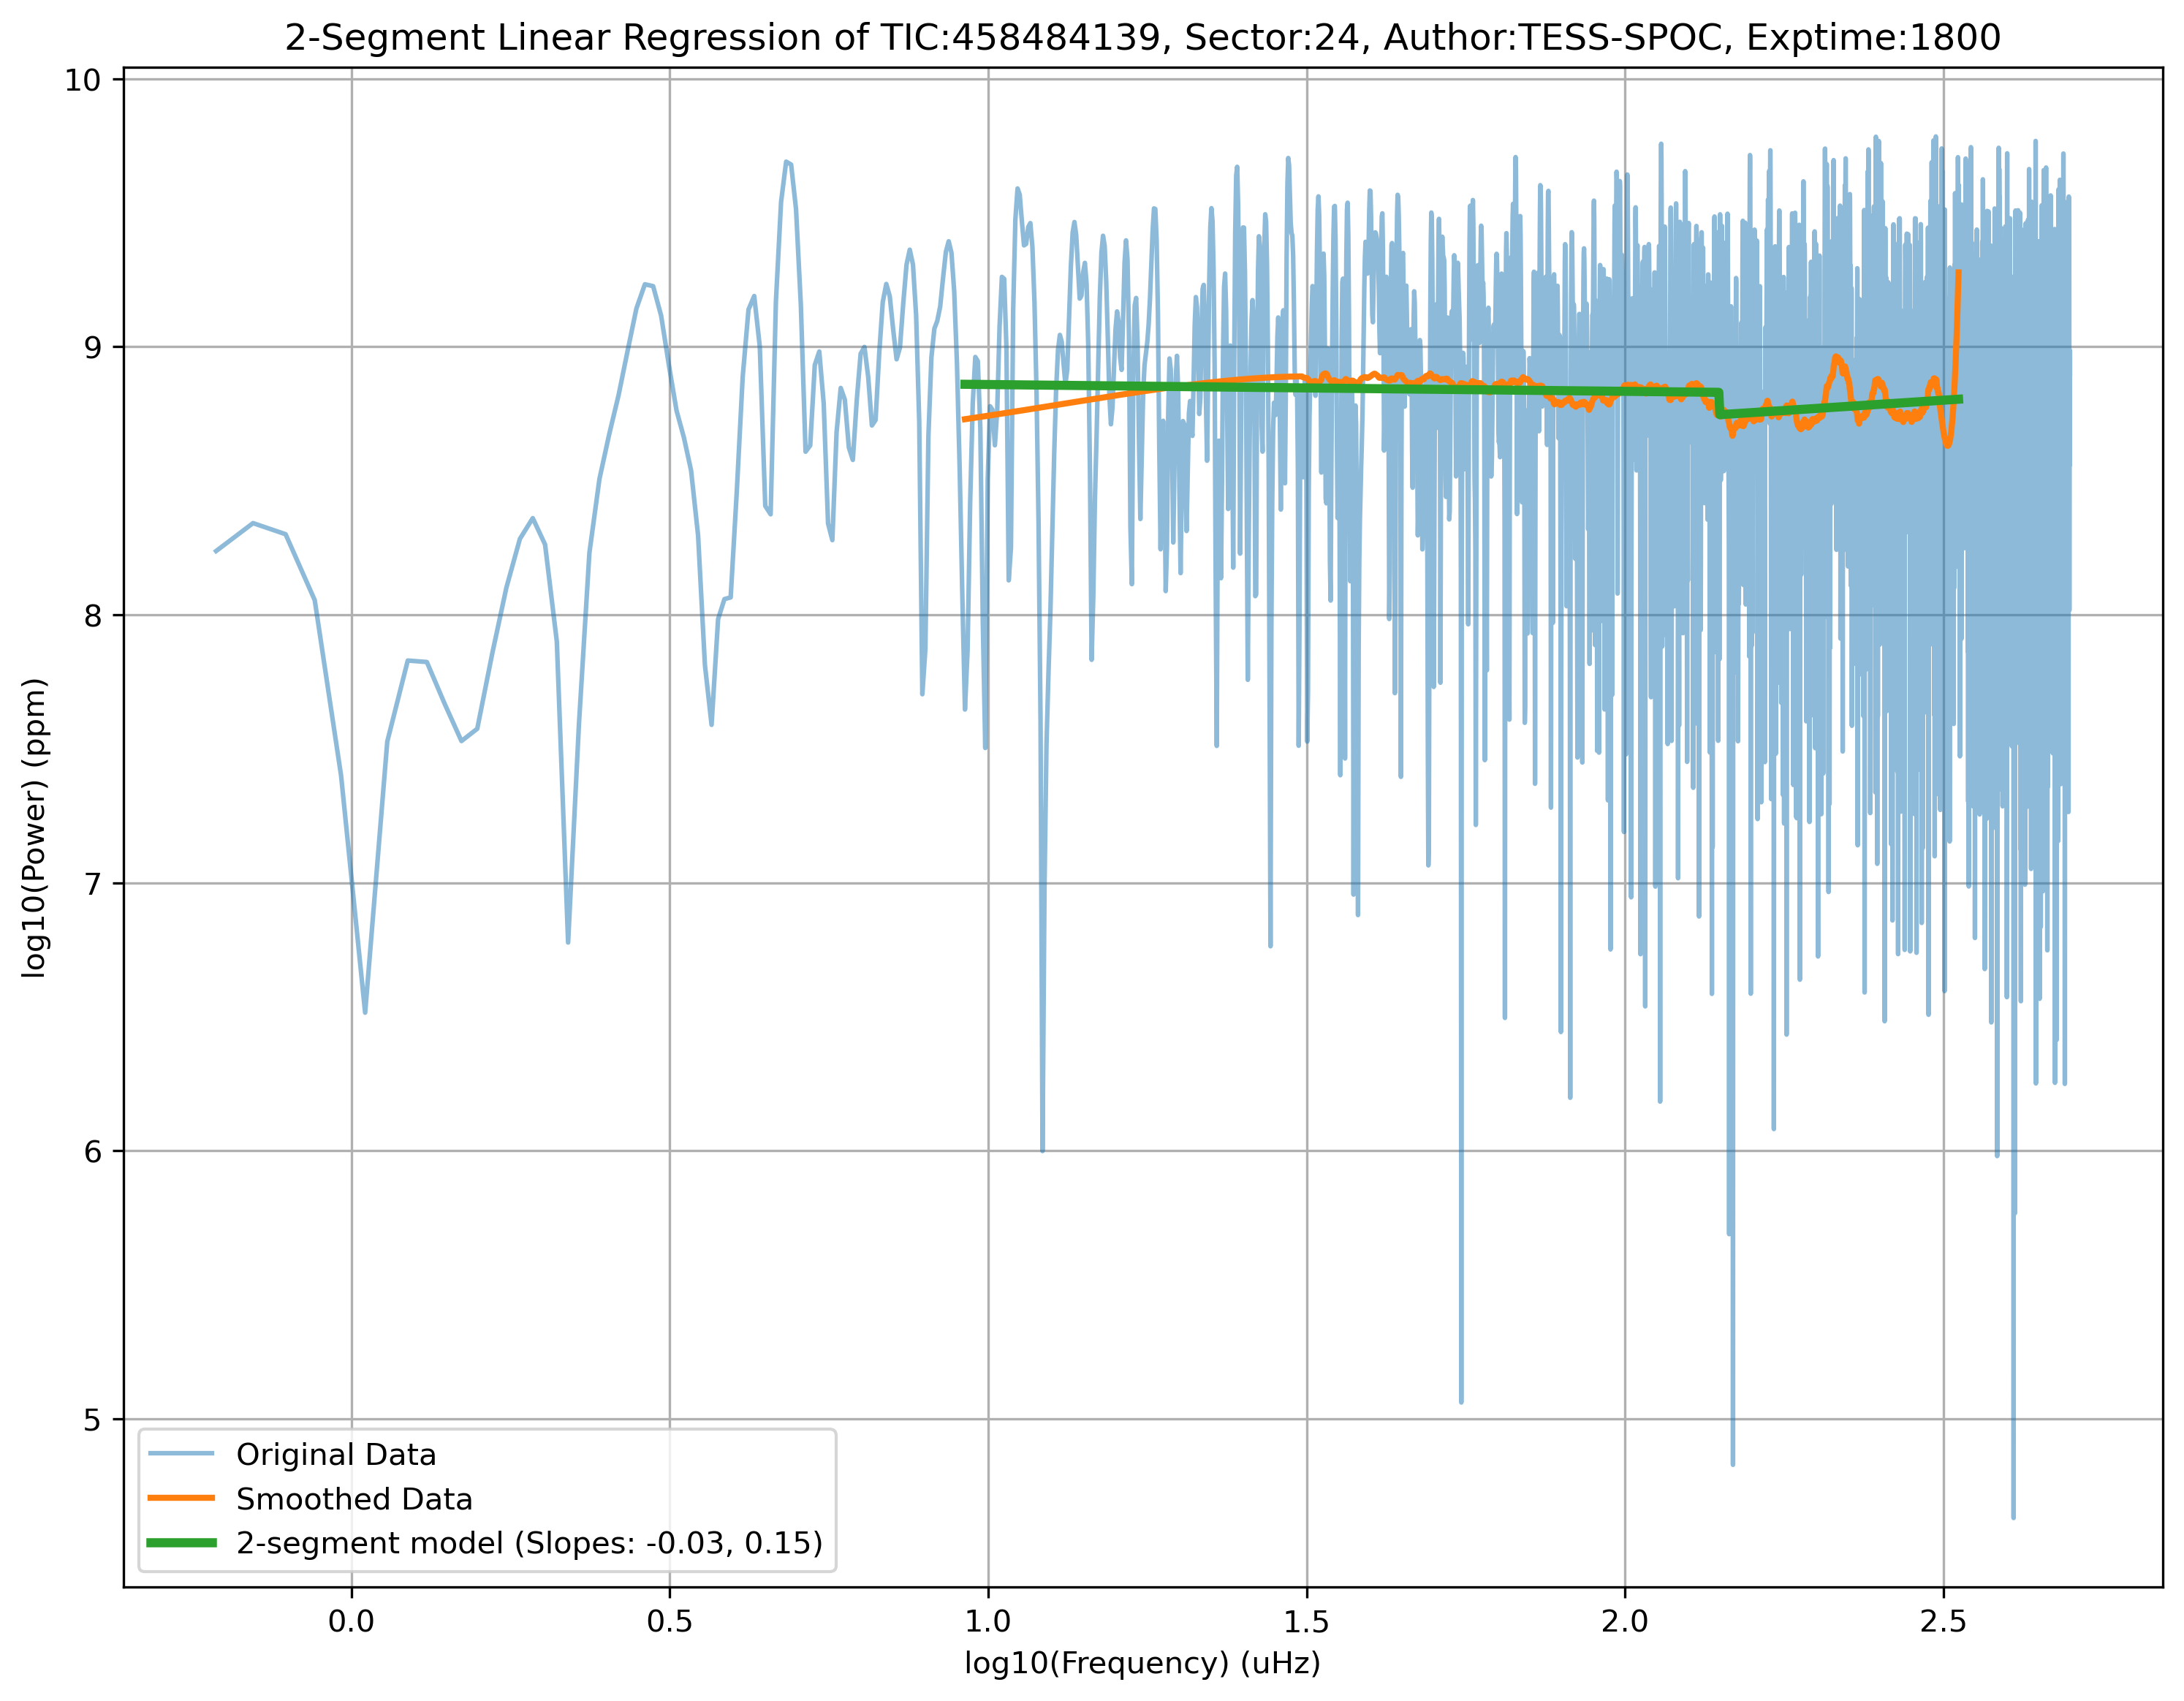 2-Segment Linear Regression of TIC:458484139, Sector:24, Author:TESS-SPOC, Exptime:1800
10
9
8
7
6
5
log10(Power) (ppm)
Original Data
Smoothed Data
2-segment model (Slopes: -0.03, 0.15)
0.0 0.5 1.0 1.5 2.0 2.5
log10(Frequency) (uHz)